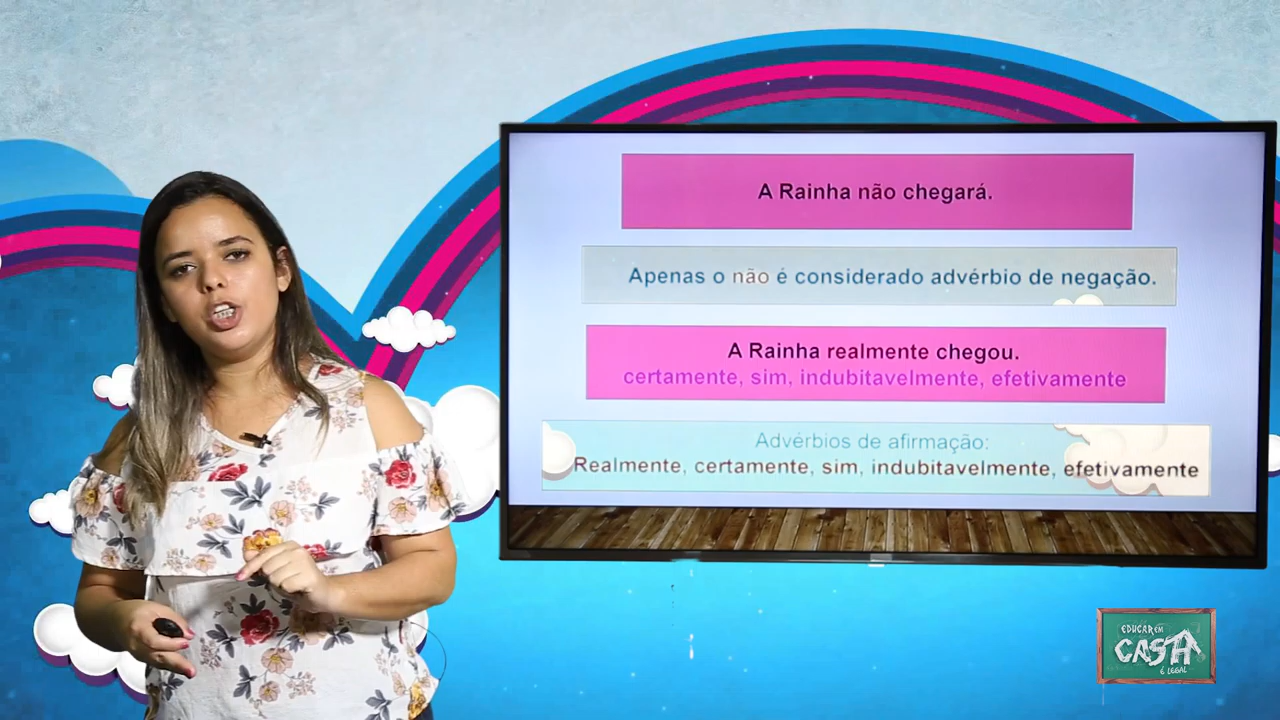 A Rainha não chegará.
Apenas o não é considerado advérbio de negação.
A Rainha realmente chegou.
certamente, sim, indubitavelmente, efetivamente
Advérbios de afirmação:
Realmente, certamente, sim, indubitavelmente, efetivamente
EDUCAR EM
CASA
É LEGAL